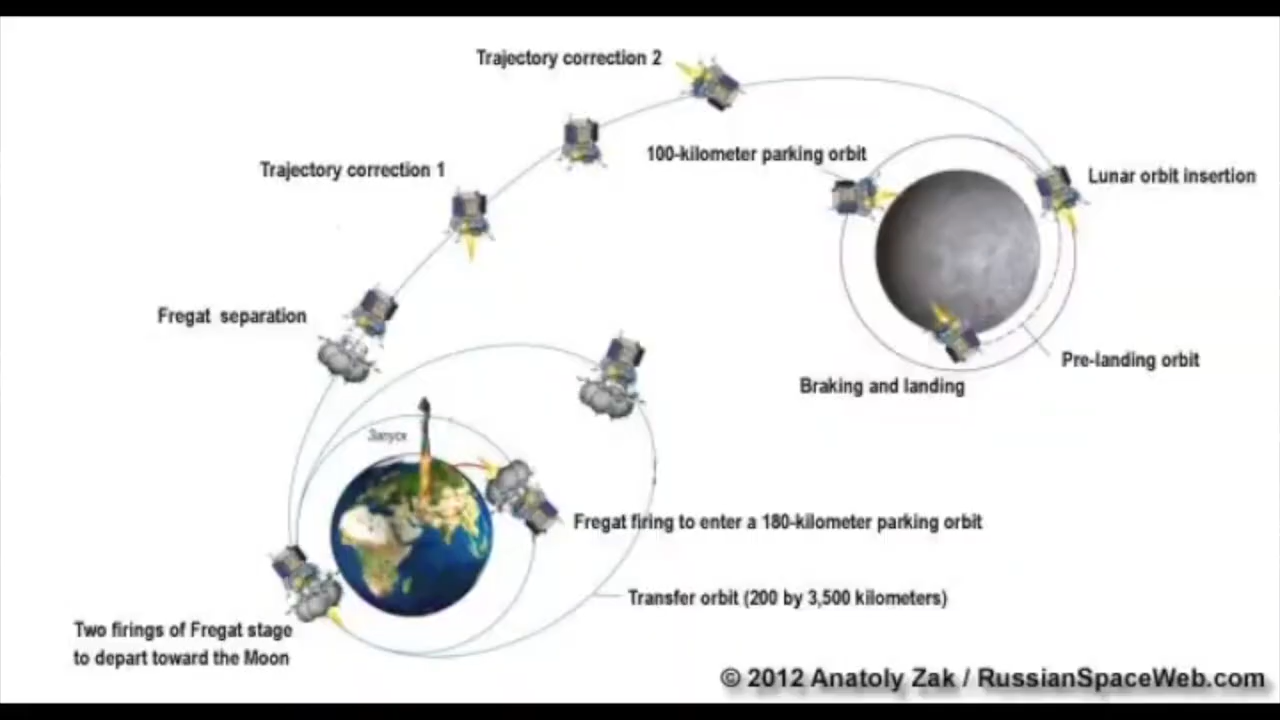 Trajectory correction 2
100-kilometer parking orbit
Trajectory correction 1
Lunar orbit insertion
Fregat separation
Pre-landing orbit
Braking and landing
Запуск
Fregat firing to enter a 180-kilometer parking orbit
Transfer orbit (200 by 3,500 kilometers)
Two firings of Fregat stage
to depart toward the Moon
© 2012 Anatoly Zak / RussianSpaceWeb.com